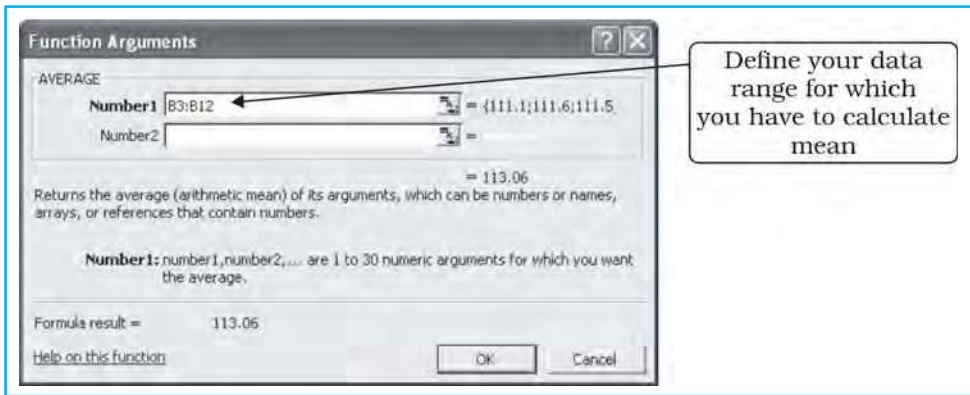 Function Arguments
AVERAGE
Number1 B3:B12 = {111.1;111.6;111.5
Number2 =
= 113.06
Returns the average (arithmetic mean) of its arguments, which can be numbers or names,
arrays, or references that contain numbers.
Number1: number1,number2,... are 1 to 30 numeric arguments for which you want
the average.
Formula result = 113.06
Help on this function
OK Cancel
Define your data
range for which
you have to calculate
mean